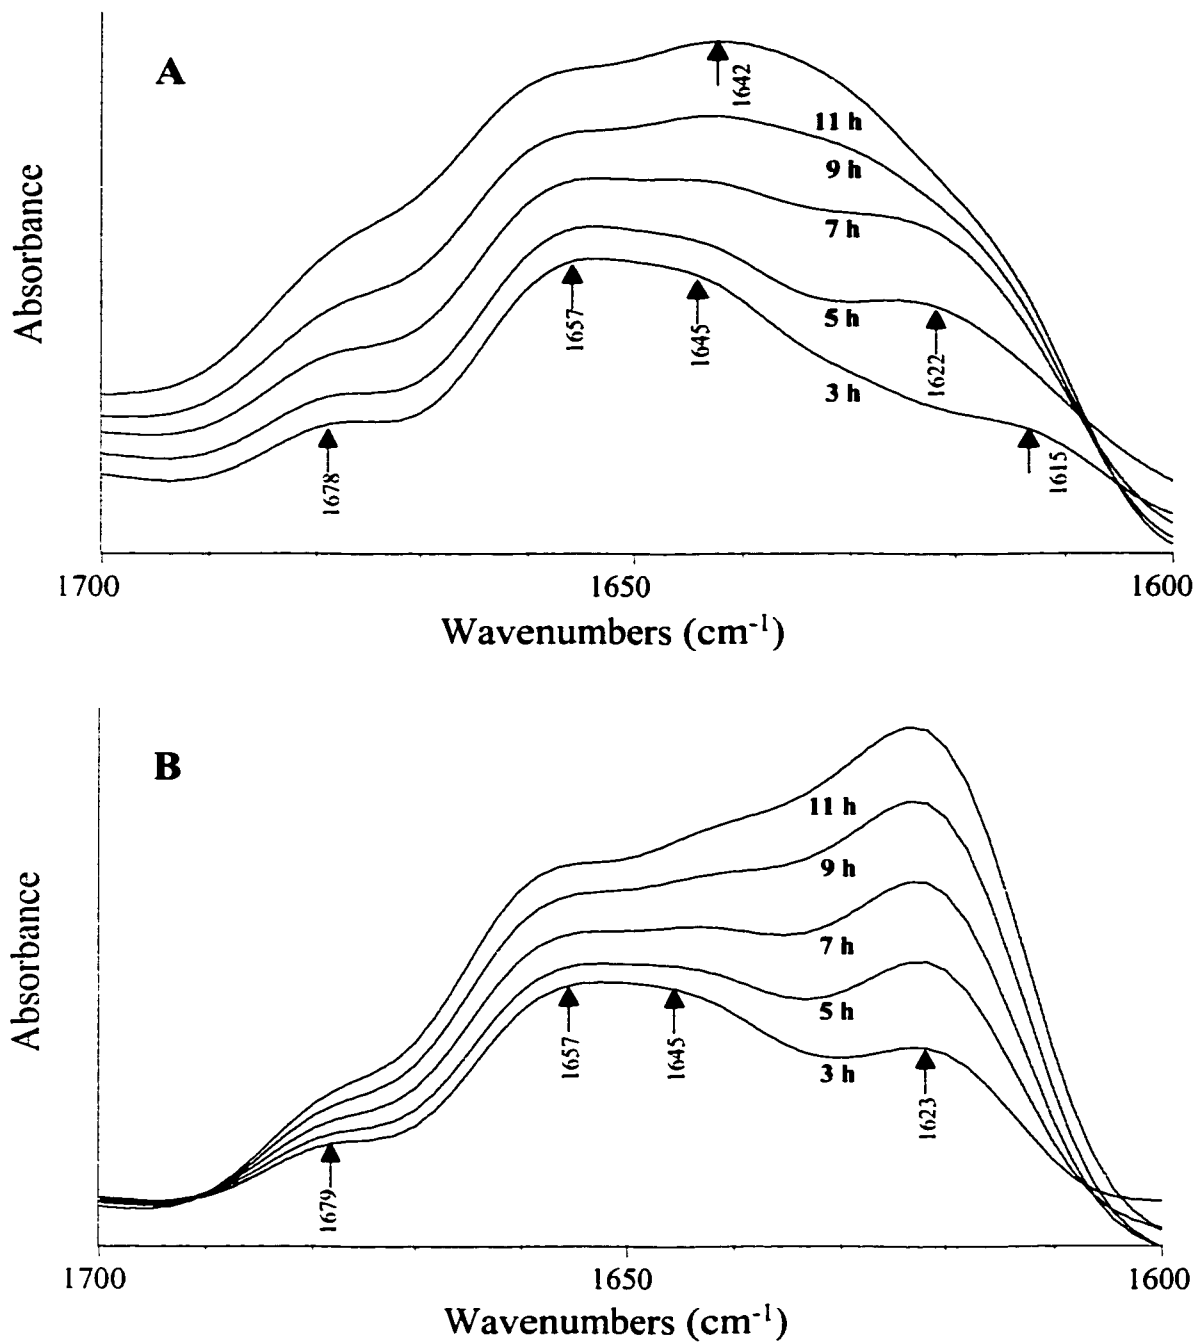 A
1642
11 h
9 h
7 h
5 h
3 h
1657
1645
1622
1678
1615
Absorbance
1700
1650
1600
Wavenumbers (cm-1)
B
11 h
9 h
7 h
5 h
3 h
1657
1645
1623
1679
Absorbance
1700
1650
1600
Wavenumbers (cm-1)